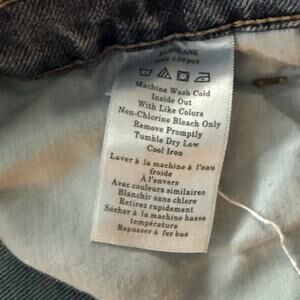 Machine Wash Cold
Inside Out
With Like Colors
Non-Chlorine Bleach Only
Remove Promptly
Tumble Dry Low
Cool Iron
Laver à la machine à l'eau
froide
À l'envers
Avec couleurs similaires
Blanchir sans chlore
Retirez rapidement
Sécher à la machine basse
température
Repasser à fer bas